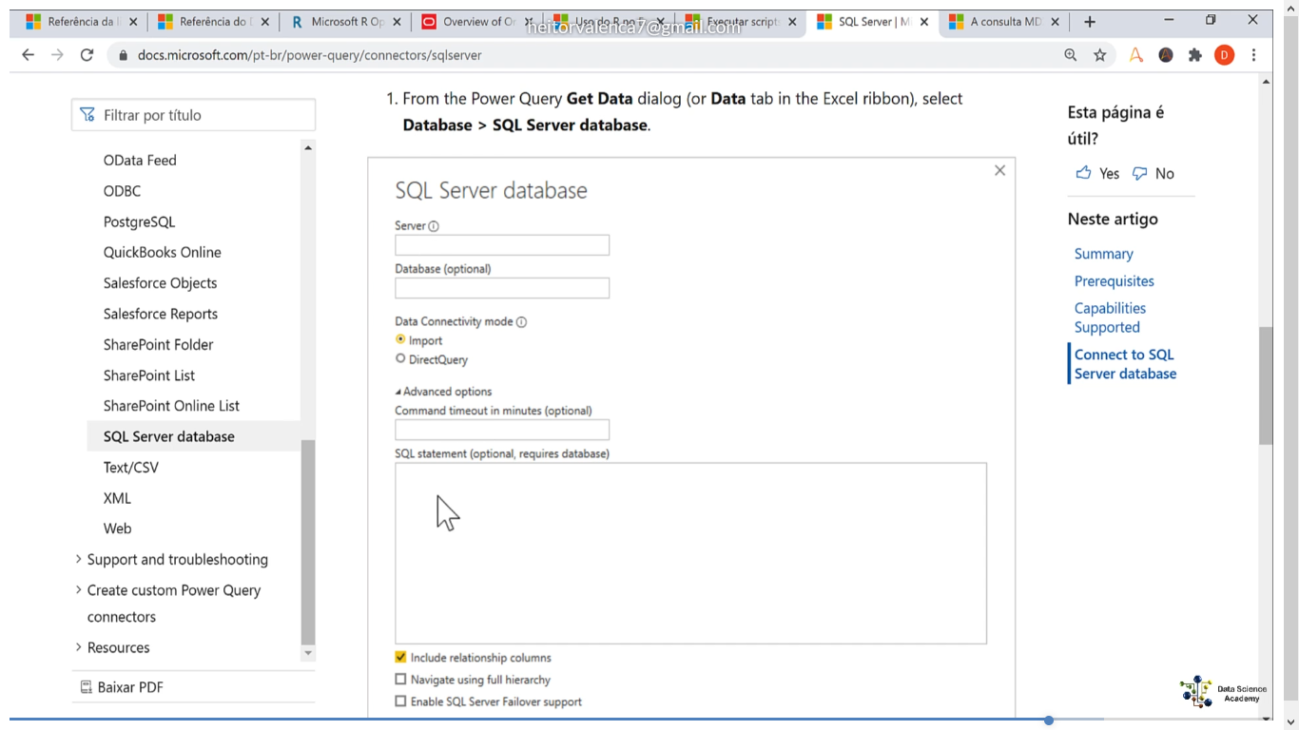 Referência da l
Referência do [
R Microsoft R Op
Overview of Or
Uso do R no P
Executar script
SQL Server | M
A consulta MD
heitorvalerica7@gmail.com
docs.microsoft.com/pt-br/power-query/connectors/sqlserver
D
Filtrar por título
OData Feed
ODBC
PostgreSQL
QuickBooks Online
Salesforce Objects
Salesforce Reports
SharePoint Folder
SharePoint List
SharePoint Online List
SQL Server database
Text/CSV
XML
Web
Support and troubleshooting
Create custom Power Query
connectors
Resources
Baixar PDF
1. From the Power Query Get Data dialog (or Data tab in the Excel ribbon), select
Database > SQL Server database.
SQL Server database
Server
Database (optional)
Data Connectivity mode
Import
DirectQuery
Advanced options
Command timeout in minutes (optional)
SQL statement (optional, requires database)
Include relationship columns
Navigate using full hierarchy
Enable SQL Server Failover support
Esta página é
útil?
Yes No
Neste artigo
Summary
Prerequisites
Capabilities
Supported
Connect to SQL
Server database
Data Science
Academy